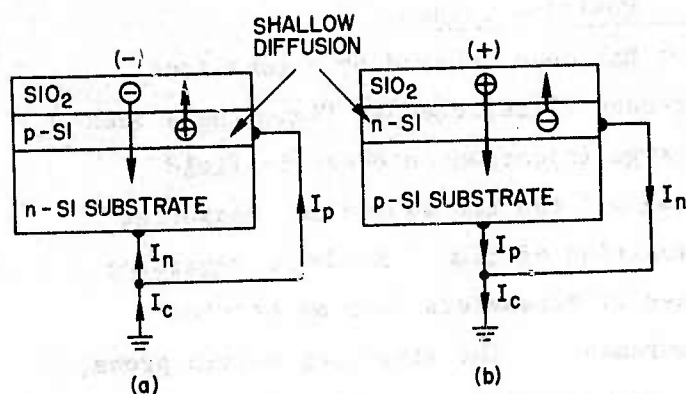 SHALLOW
DIFFUSION
(-)
SIO2
⊖
⊕
p-SI
n-SI SUBSTRATE
Ip
In
Ic
(a)
(+)
SIO2
⊕
⊖
n-SI
p-SI SUBSTRATE
In
Ip
Ic
(b)